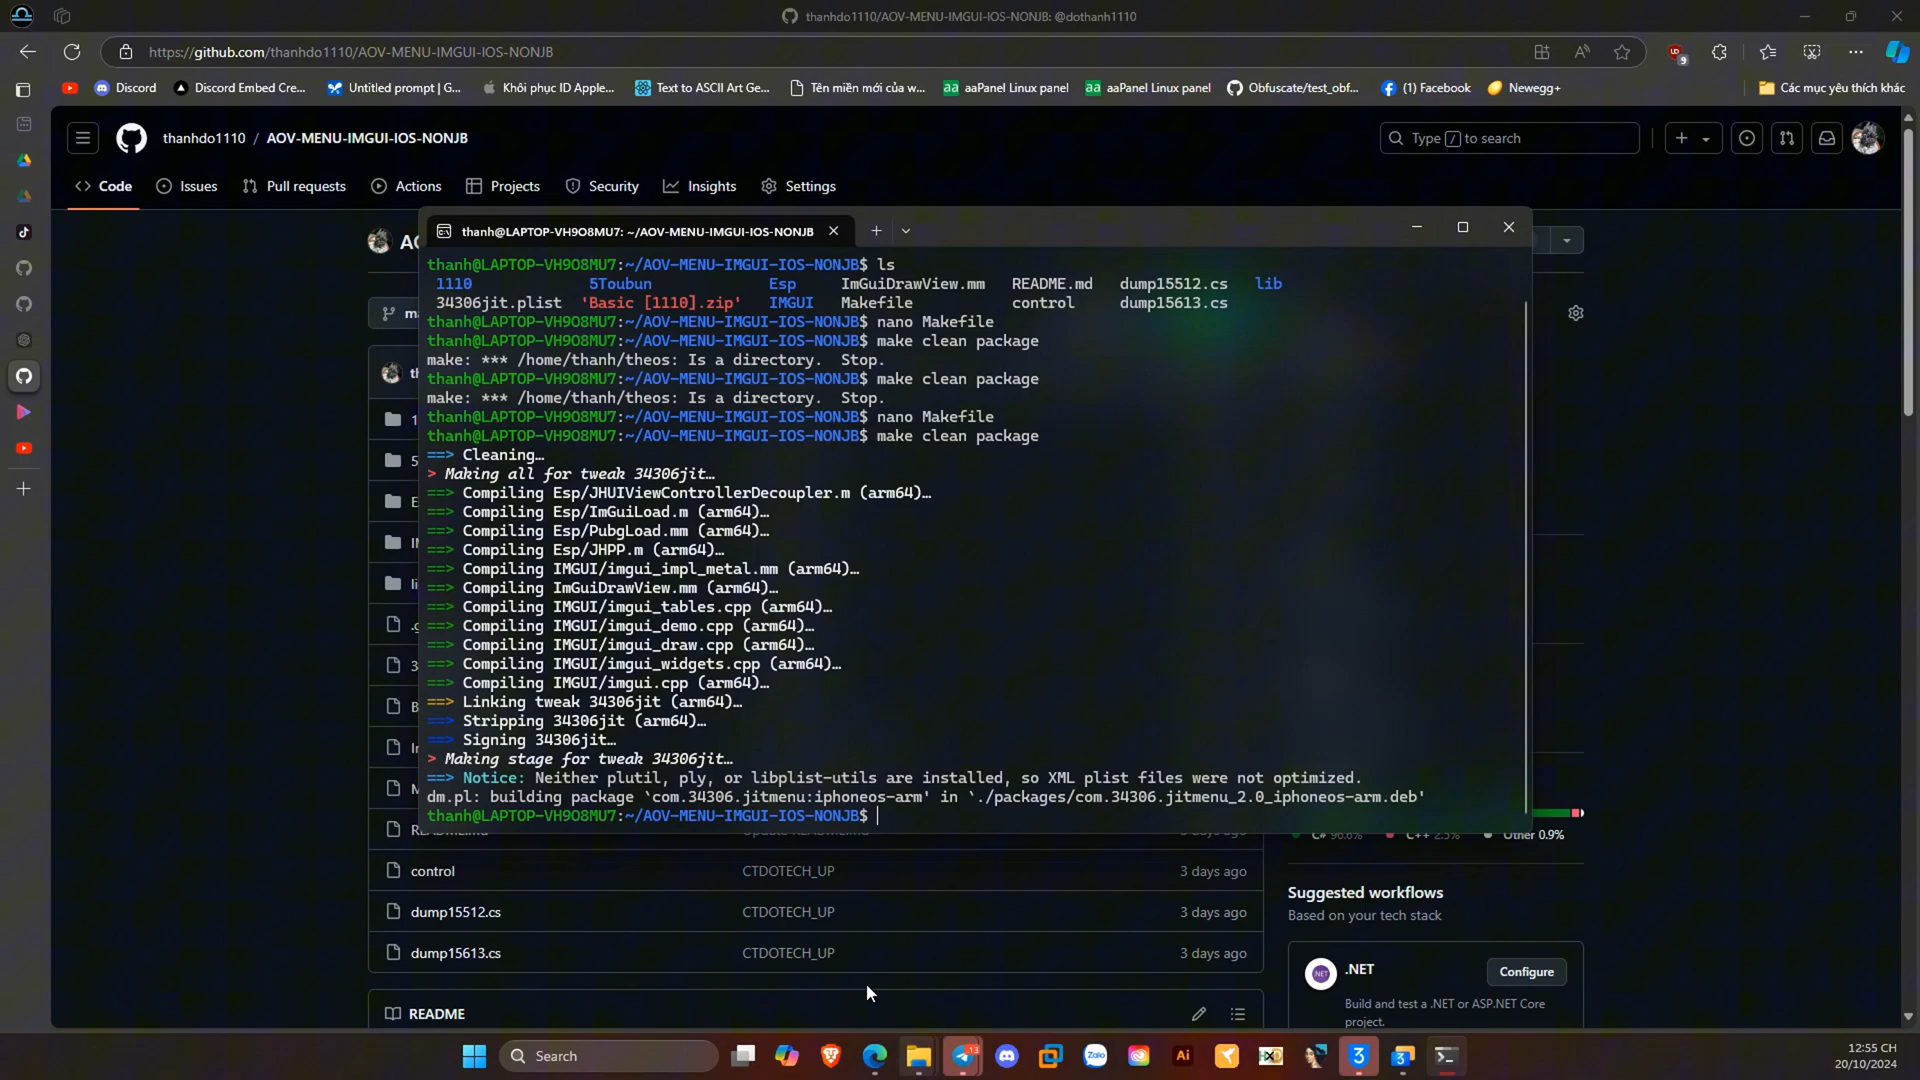 thanhdo1110/AOV-MENU-IMGUI-IOS-NONJB: @dothanh1110
https://github.com/thanhdo1110/AOV-MENU-IMGUI-IOS-NONJB
9
Discord
Discord Embed Cre...
Untitled prompt | G...
Khôi phục ID Apple...
Text to ASCII Art Ge...
Tên miền mới của w...
aaPanel Linux panel
aaPanel Linux panel
Obfuscate/test_obf...
(1) Facebook
Newegg+
Các mục yêu thích khác
thanhdo1110 / AOV-MENU-IMGUI-IOS-NONJB
Type / to search
Code
Issues
Pull requests
Actions
Projects
Security
Insights
Settings
thanh@LAPTOP-VH9O8MU7: ~/AOV-MENU-IMGUI-IOS-NONJB
thanh@LAPTOP-VH9O8MU7:~/AOV-MENU-IMGUI-IOS-NONJB$ ls
1110 5Toubun Esp ImGuiDrawView.mm README.md dump15512.cs lib
34306jit.plist 'Basic [1110].zip' IMGUI Makefile control dump15613.cs
thanh@LAPTOP-VH9O8MU7:~/AOV-MENU-IMGUI-IOS-NONJB$ nano Makefile
thanh@LAPTOP-VH9O8MU7:~/AOV-MENU-IMGUI-IOS-NONJB$ make clean package
make: *** /home/thanh/theos: Is a directory.  Stop.
thanh@LAPTOP-VH9O8MU7:~/AOV-MENU-IMGUI-IOS-NONJB$ make clean package
make: *** /home/thanh/theos: Is a directory.  Stop.
thanh@LAPTOP-VH9O8MU7:~/AOV-MENU-IMGUI-IOS-NONJB$ nano Makefile
thanh@LAPTOP-VH9O8MU7:~/AOV-MENU-IMGUI-IOS-NONJB$ make clean package
==> Cleaning…
> Making all for tweak 34306jit…
==> Compiling Esp/JHUIViewControllerDecoupler.m (arm64)…
==> Compiling Esp/ImGuiLoad.m (arm64)…
==> Compiling Esp/PubgLoad.mm (arm64)…
==> Compiling Esp/JHPP.m (arm64)…
==> Compiling IMGUI/imgui_impl_metal.mm (arm64)…
==> Compiling ImGuiDrawView.mm (arm64)…
==> Compiling IMGUI/imgui_tables.cpp (arm64)…
==> Compiling IMGUI/imgui_demo.cpp (arm64)…
==> Compiling IMGUI/imgui_draw.cpp (arm64)…
==> Compiling IMGUI/imgui_widgets.cpp (arm64)…
==> Compiling IMGUI/imgui.cpp (arm64)…
==> Linking tweak 34306jit (arm64)…
==> Stripping 34306jit (arm64)…
==> Signing 34306jit…
> Making stage for tweak 34306jit…
==> Notice: Neither plutil, ply, or libplist-utils are installed, so XML plist files were not optimized.
dm.pl: building package `com.34306.jitmenu:iphoneos-arm' in `./packages/com.34306.jitmenu_2.0_iphoneos-arm.deb'
thanh@LAPTOP-VH9O8MU7:~/AOV-MENU-IMGUI-IOS-NONJB$
C# 96.6% C++ 2.5% Other 0.9%
control CTDOTECH_UP 3 days ago
dump15512.cs CTDOTECH_UP 3 days ago
dump15613.cs CTDOTECH_UP 3 days ago
README
Suggested workflows
Based on your tech stack
.NET
Configure
Build and test a .NET or ASP.NET Core
project.
Search
13
Zalo
Ai
12:55 CH
20/10/2024